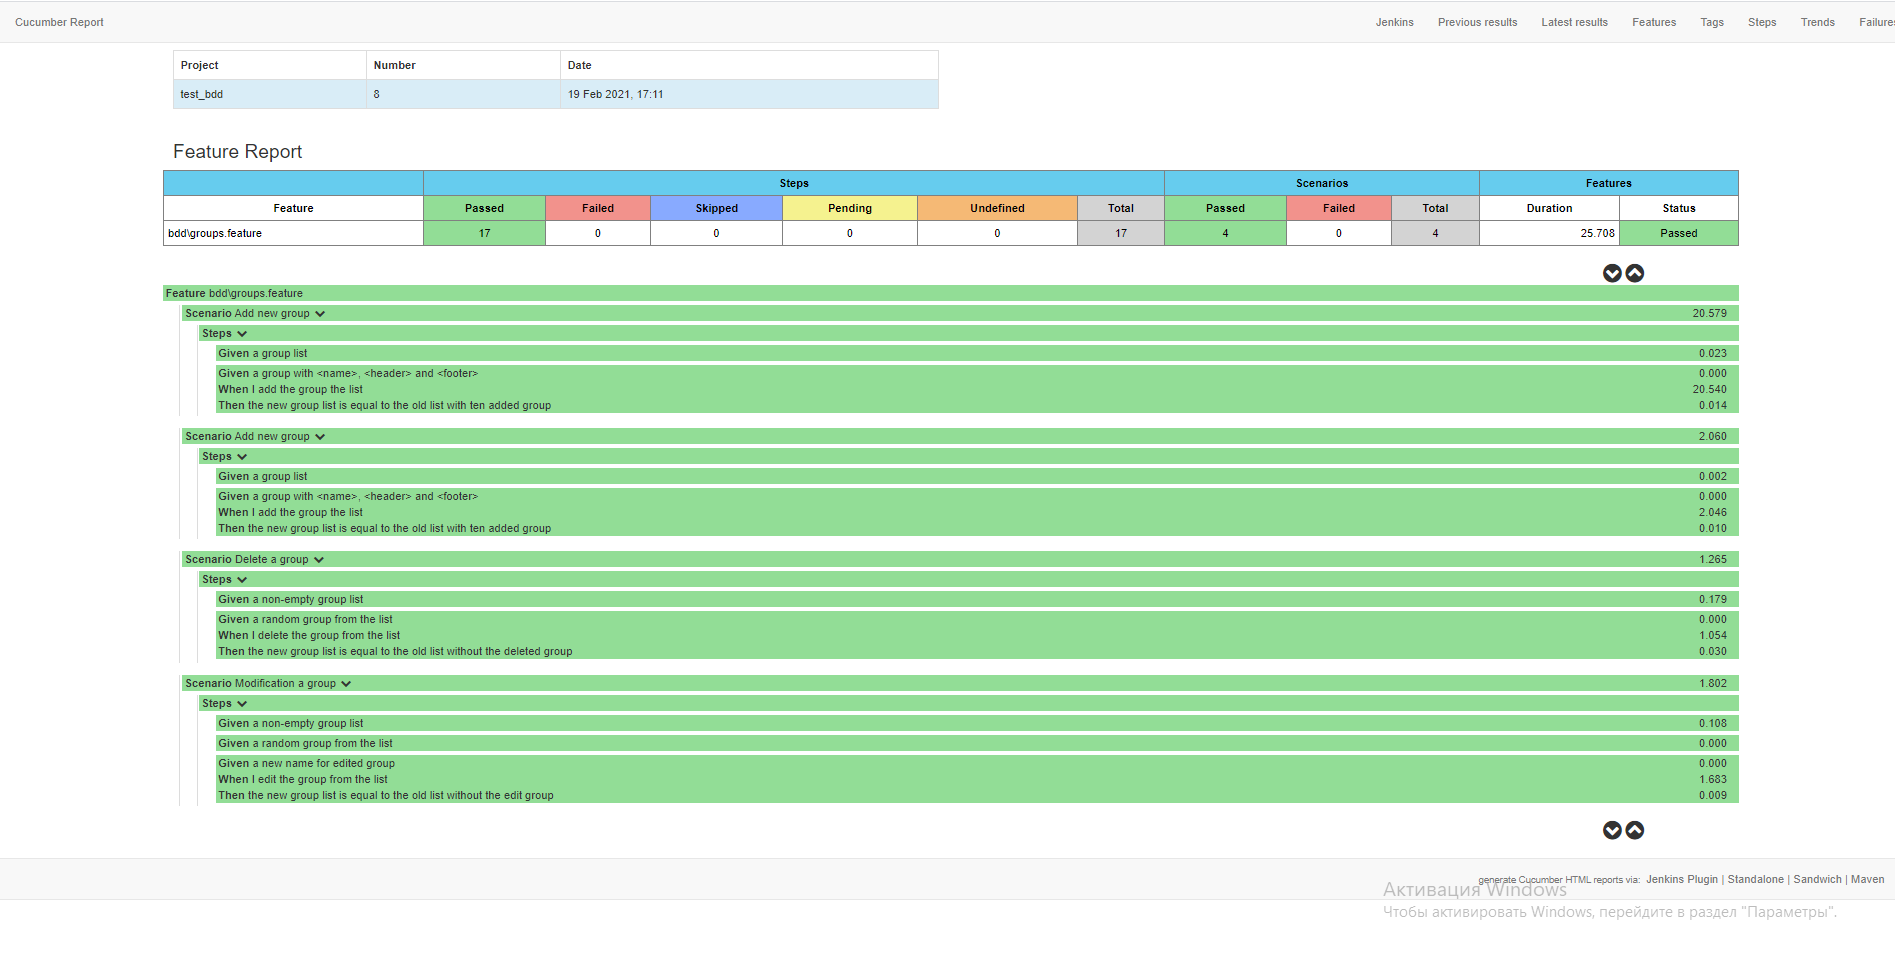 Cucumber Report Jenkins Previous results Latest results Features Tags Steps Trends Failures
Project Number Date
test_bdd 8 19 Feb 2021, 17:11
Feature Report
Steps Scenarios Features
Feature Passed Failed Skipped Pending Undefined Total Passed Failed Total Duration Status
bdd\groups.feature 17 0 0 0 0 17 4 0 4 25.708 Passed
Feature bdd\groups.feature
Scenario Add new group 20.579
Steps
Given a group list 0.023
Given a group with <name>, <header> and <footer> 0.000
When I add the group the list 20.540
Then the new group list is equal to the old list with ten added group 0.014
Scenario Add new group 2.060
Steps
Given a group list 0.002
Given a group with <name>, <header> and <footer> 0.000
When I add the group the list 2.046
Then the new group list is equal to the old list with ten added group 0.010
Scenario Delete a group 1.265
Steps
Given a non-empty group list 0.179
Given a random group from the list 0.000
When I delete the group from the list 1.054
Then the new group list is equal to the old list without the deleted group 0.030
Scenario Modification a group 1.802
Steps
Given a non-empty group list 0.108
Given a random group from the list 0.000
Given a new name for edited group 0.000
When I edit the group from the list 1.683
Then the new group list is equal to the old list without the edit group 0.009
generate Cucumber HTML reports via: Jenkins Plugin | Standalone | Sandwich | Maven
Активация Windows
Чтобы активировать Windows, перейдите в раздел "Параметры".